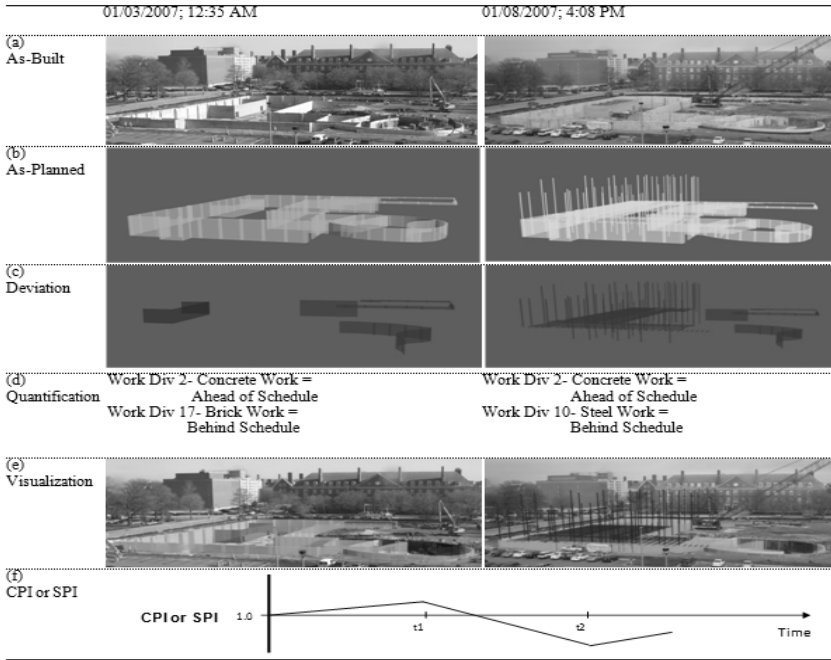 01/03/2007; 12:35 AM 01/08/2007; 4:08 PM
(a)
As-Built
(b)
As-Planned
(c)
Deviation
(d)
Quantification
Work Div 2- Concrete Work =
Ahead of Schedule
Work Div 17- Brick Work =
Behind Schedule
Work Div 2- Concrete Work =
Ahead of Schedule
Work Div 10- Steel Work =
Behind Schedule
(e)
Visualization
(f)
CPI or SPI
CPI or SPI 1.0
t1 t2
Time